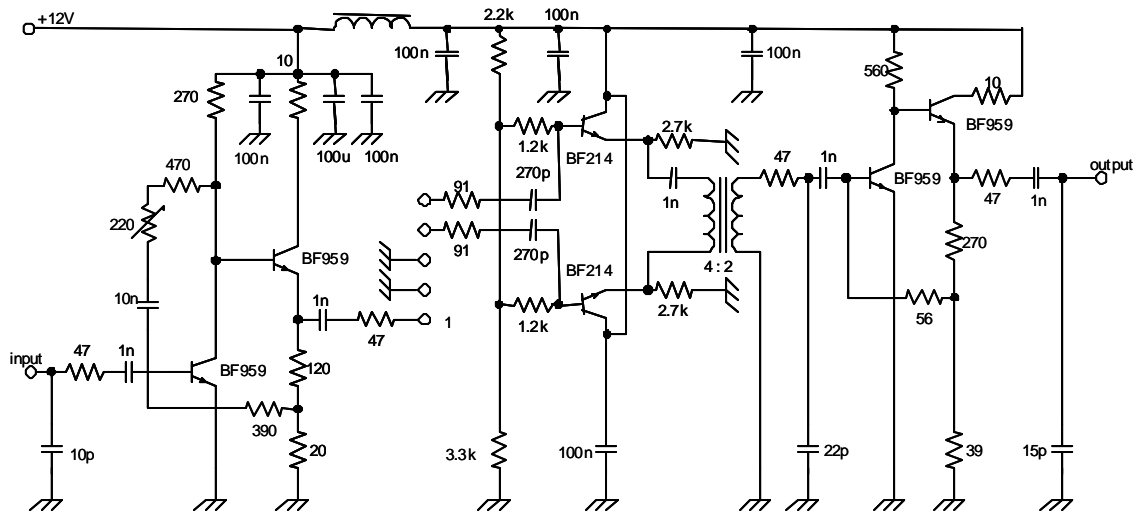 +12V
2.2k
100n
100n
100n
10
560
10
270
BF959
100n
100u
100n
1.2k
2.7k
470
BF214
270p
47
1n
BF959
output
91
1n
47
1n
220
91
270p
270
BF959
4 : 2
BF214
10n
1n
1
1.2k
2.7k
56
47
input
47
1n
BF959
120
390
10p
20
3.3k
100n
22p
39
15p